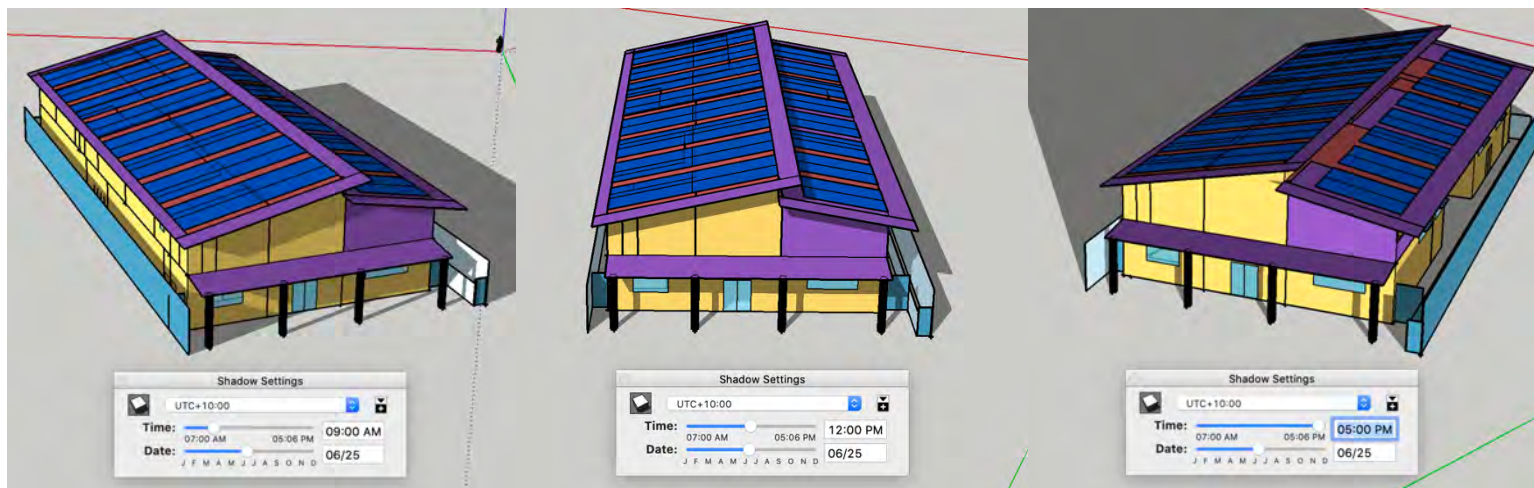 Shadow Settings
UTC+10:00
Time:
09:00 AM
07:00 AM 05:06 PM
Date:
06/25
J F M A M J J A S O N D
Shadow Settings
UTC+10:00
Time:
12:00 PM
07:00 AM 05:06 PM
Date:
06/25
J F M A M J J A S O N D
Shadow Settings
UTC+10:00
Time:
05:00 PM
07:00 AM 05:06 PM
Date:
06/25
J F M A M J J A S O N D